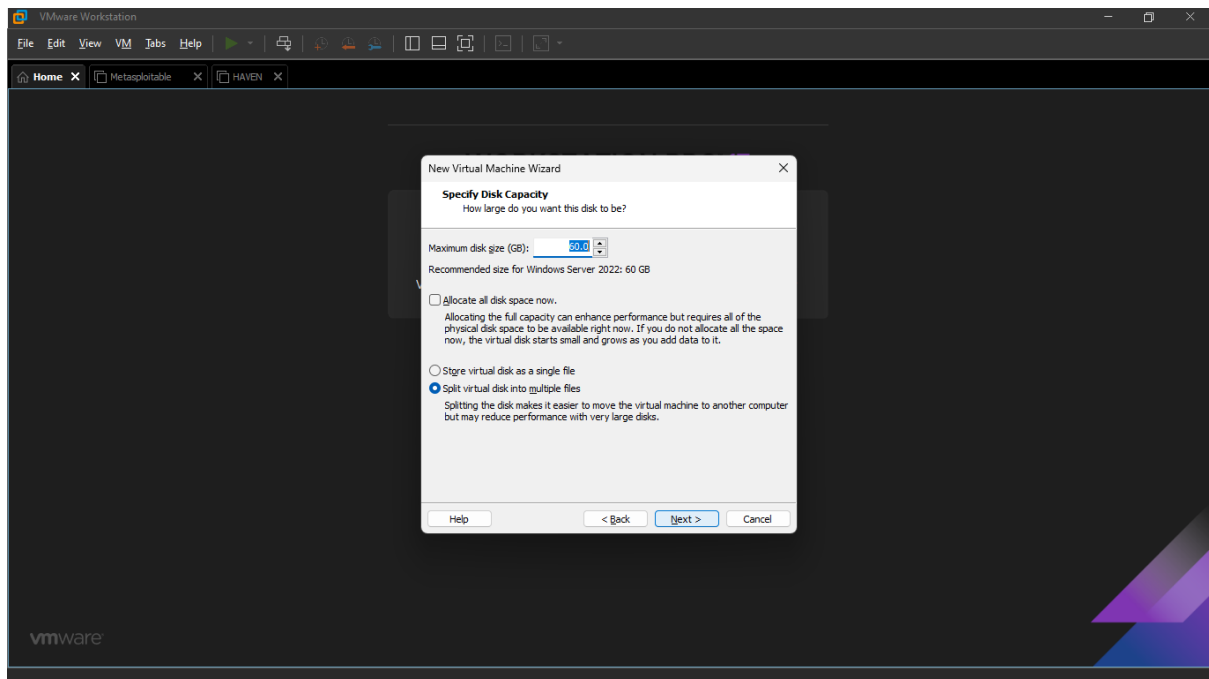 VMware Workstation
File Edit View VM Tabs Help
Home Metasploitable HAVEN
New Virtual Machine Wizard
Specify Disk Capacity
How large do you want this disk to be?
Maximum disk size (GB): 60.0
Recommended size for Windows Server 2022: 60 GB
Allocate all disk space now.
Allocating the full capacity can enhance performance but requires all of the
physical disk space to be available right now. If you do not allocate all the space
now, the virtual disk starts small and grows as you add data to it.
Store virtual disk as a single file
Split virtual disk into multiple files
Splitting the disk makes it easier to move the virtual machine to another computer
but may reduce performance with very large disks.
Help < Back Next > Cancel
vmware